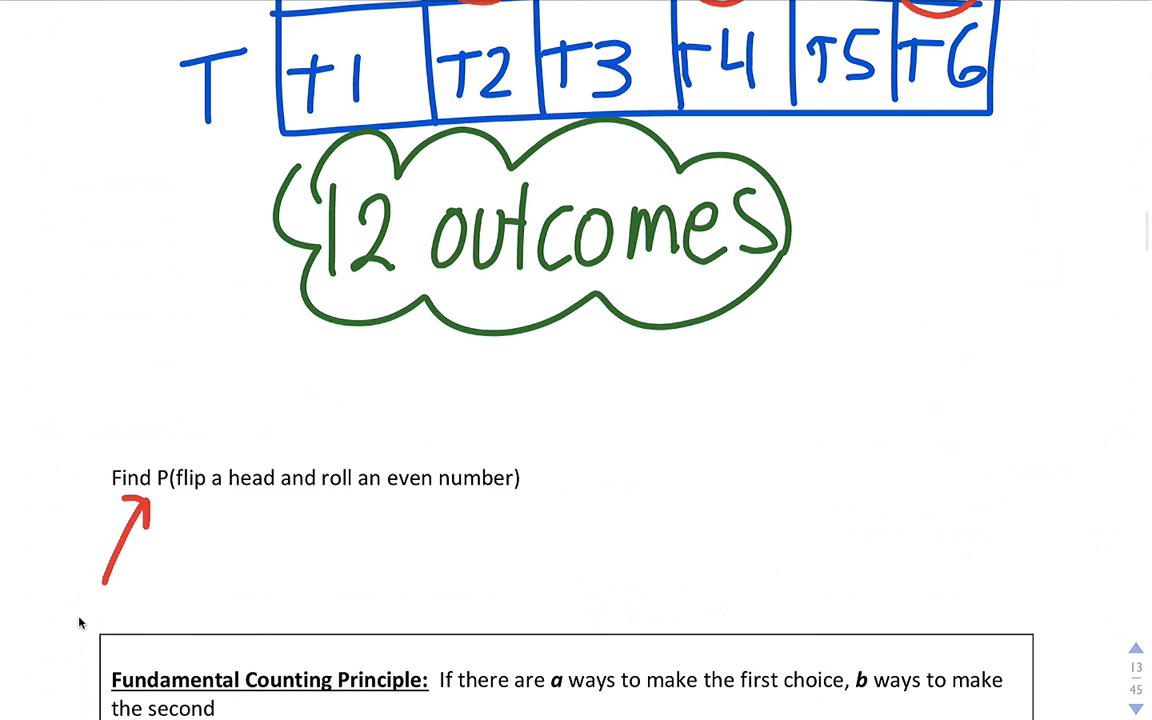 T T1 T2 T3 T4 T5 T6
12 outcomes
Find P(flip a head and roll an even number)
Fundamental Counting Principle: If there are a ways to make the first choice, b ways to make
the second
13
45